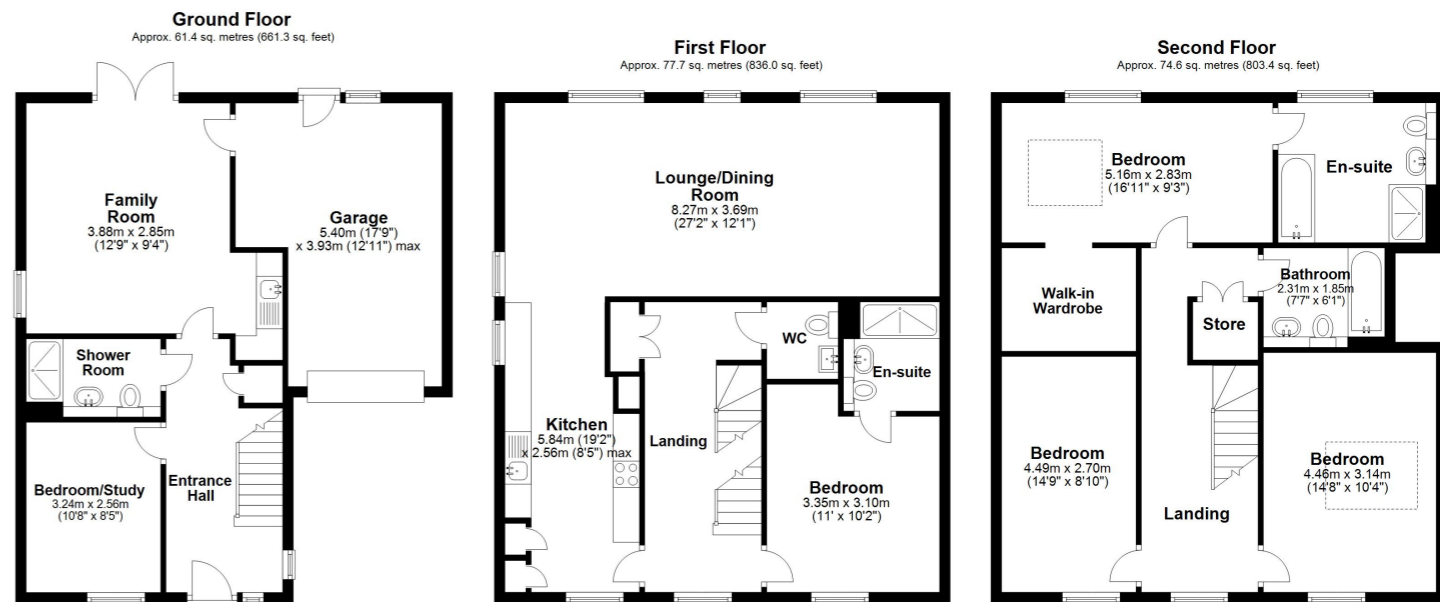 Ground Floor
Approx. 61.4 sq. metres (661.3 sq. feet)
Family
Room
3.88m x 2.85m
(12'9" x 9'4")
Garage
5.40m (17'9")
x 3.93m (12'11") max
Shower
Room
Bedroom/Study
3.24m x 2.56m
(10'8" x 8'5")
Entrance
Hall
First Floor
Approx. 77.7 sq. metres (836.0 sq. feet)
Lounge/Dining
Room
8.27m x 3.69m
(27'2" x 12'1")
WC
En-suite
Kitchen
5.84m (19'2")
x 2.56m (8'5") max
Landing
Bedroom
3.35m x 3.10m
(11' x 10'2")
Second Floor
Approx. 74.6 sq. metres (803.4 sq. feet)
Bedroom
5.16m x 2.83m
(16'11" x 9'3")
En-suite
Walk-in
Wardrobe
Bathroom
2.31m x 1.85m
(7'7" x 6'1")
Store
Bedroom
4.49m x 2.70m
(14'9" x 8'10")
Landing
Bedroom
4.46m x 3.14m
(14'8" x 10'4")